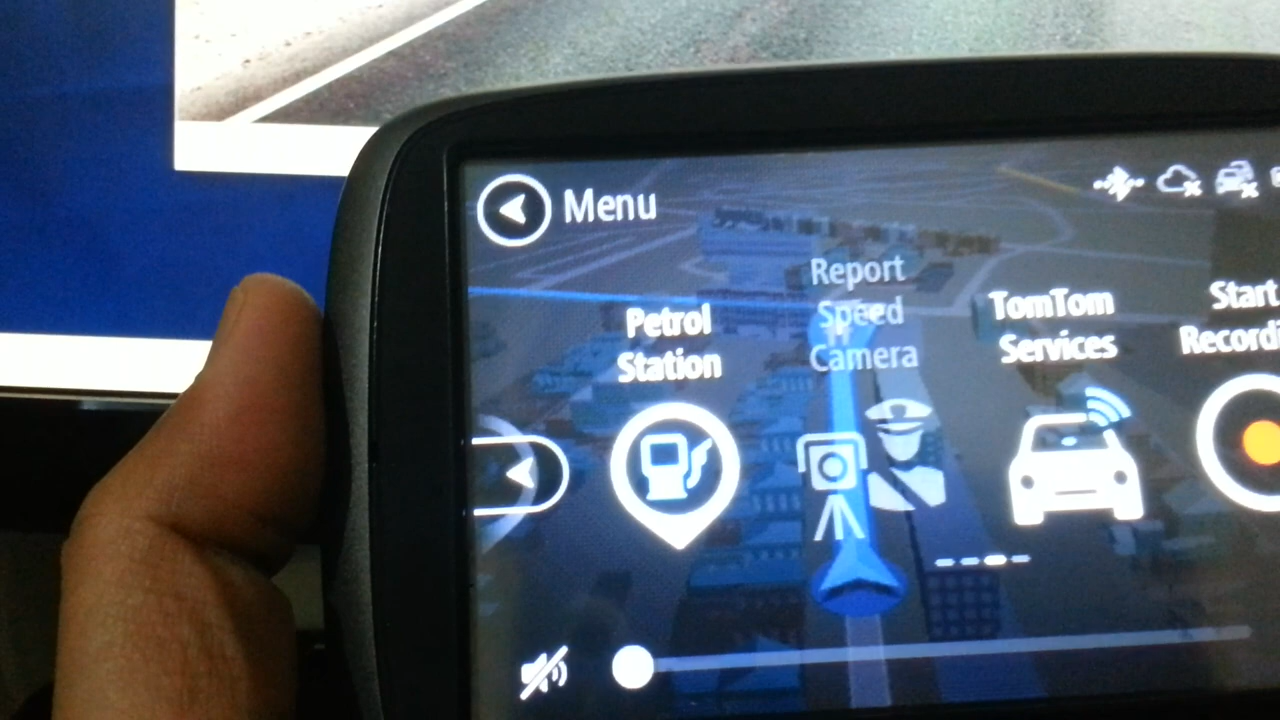 Menu
Petrol
Station
Report
Speed
Camera
TomTom
Services
Start